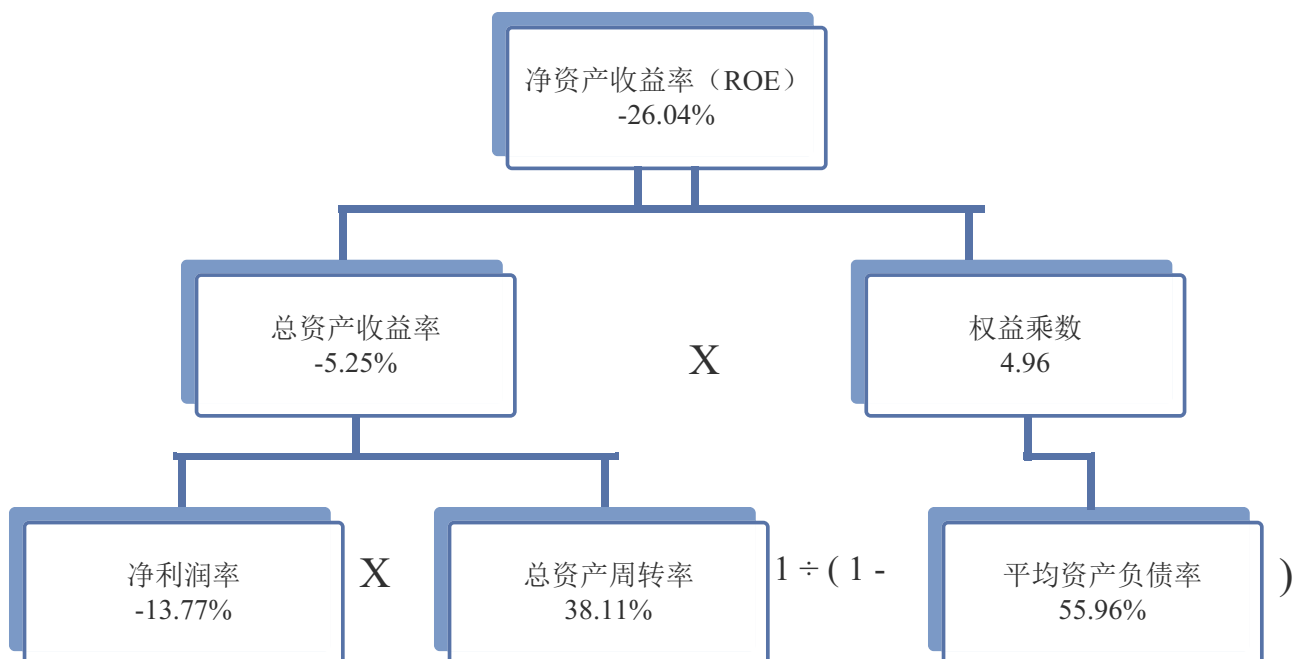 净资产收益率（ROE）
-26.04%
总资产收益率
-5.25%
X
权益乘数
4.96
净利润率
-13.77%
X
总资产周转率
38.11%
1 ÷ ( 1 -
平均资产负债率
55.96%
)